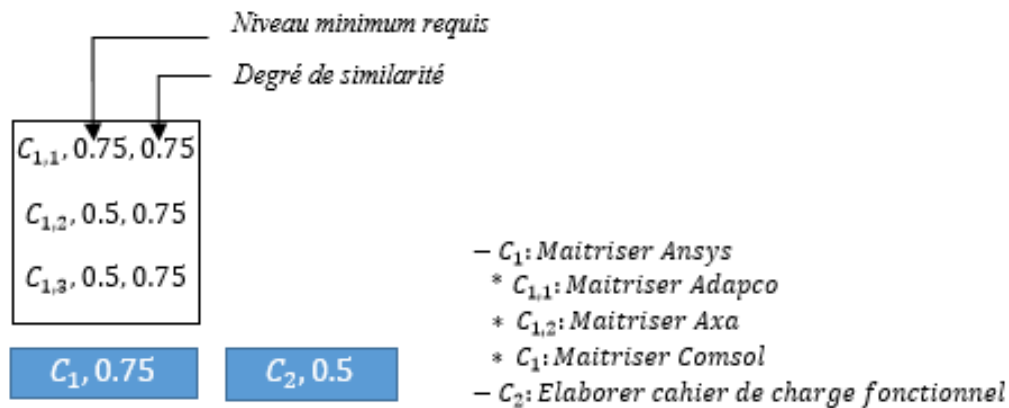 Niveau minimum requis
Degré de similarité
C₁,₁, 0.75, 0.75
C₁,₂, 0.5, 0.75
C₁,₃, 0.5, 0.75
C₁, 0.75
C₂, 0.5
− C₁: Maitriser Ansys
* C₁,₁: Maitriser Adapco
* C₁,₂: Maitriser Axa
* C₁: Maitriser Comsol
− C₂: Elaborer cahier de charge fonctionnel